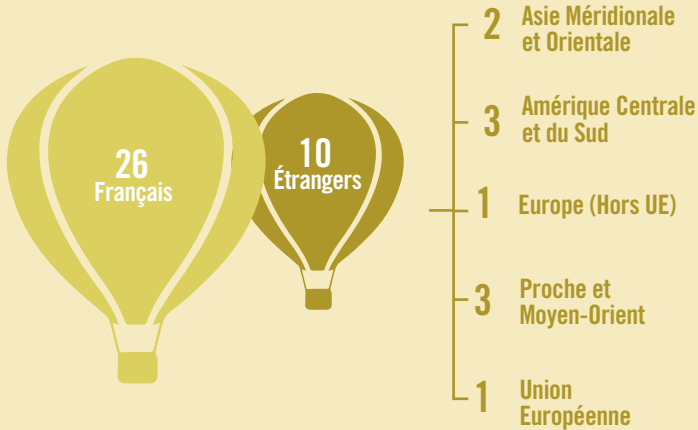 26
Français
10
Étrangers
2 Asie Méridionale
et Orientale
3 Amérique Centrale
et du Sud
1 Europe (Hors UE)
3 Proche et
Moyen-Orient
1 Union
Européenne